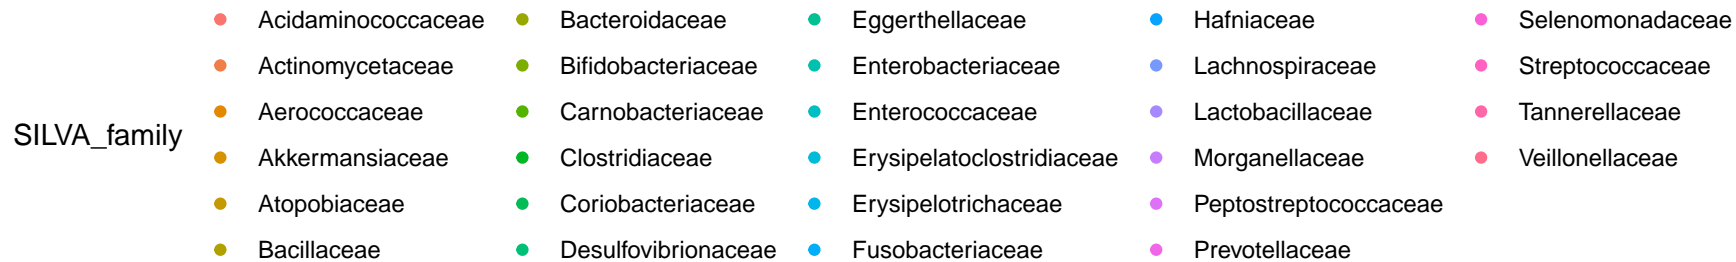 SILVA_family
Acidaminococcaceae
Actinomycetaceae
Aerococcaceae
Akkermansiaceae
Atopobiaceae
Bacillaceae
Bacteroidaceae
Bifidobacteriaceae
Carnobacteriaceae
Clostridiaceae
Coriobacteriaceae
Desulfovibrionaceae
Eggerthellaceae
Enterobacteriaceae
Enterococcaceae
Erysipelatoclostridiaceae
Erysipelotrichaceae
Fusobacteriaceae
Hafniaceae
Lachnospiraceae
Lactobacillaceae
Morganellaceae
Peptostreptococcaceae
Prevotellaceae
Selenomonadaceae
Streptococcaceae
Tannerellaceae
Veillonellaceae